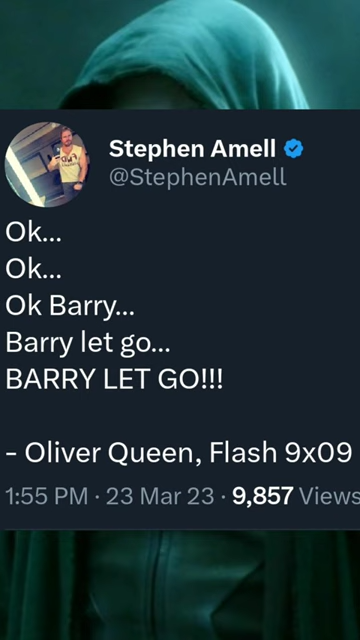 Stephen Amell
@StephenAmell
Ok...
Ok...
Ok Barry...
Barry let go...
BARRY LET GO!!!
- Oliver Queen, Flash 9x09
1:55 PM · 23 Mar 23 · 9,857 Views